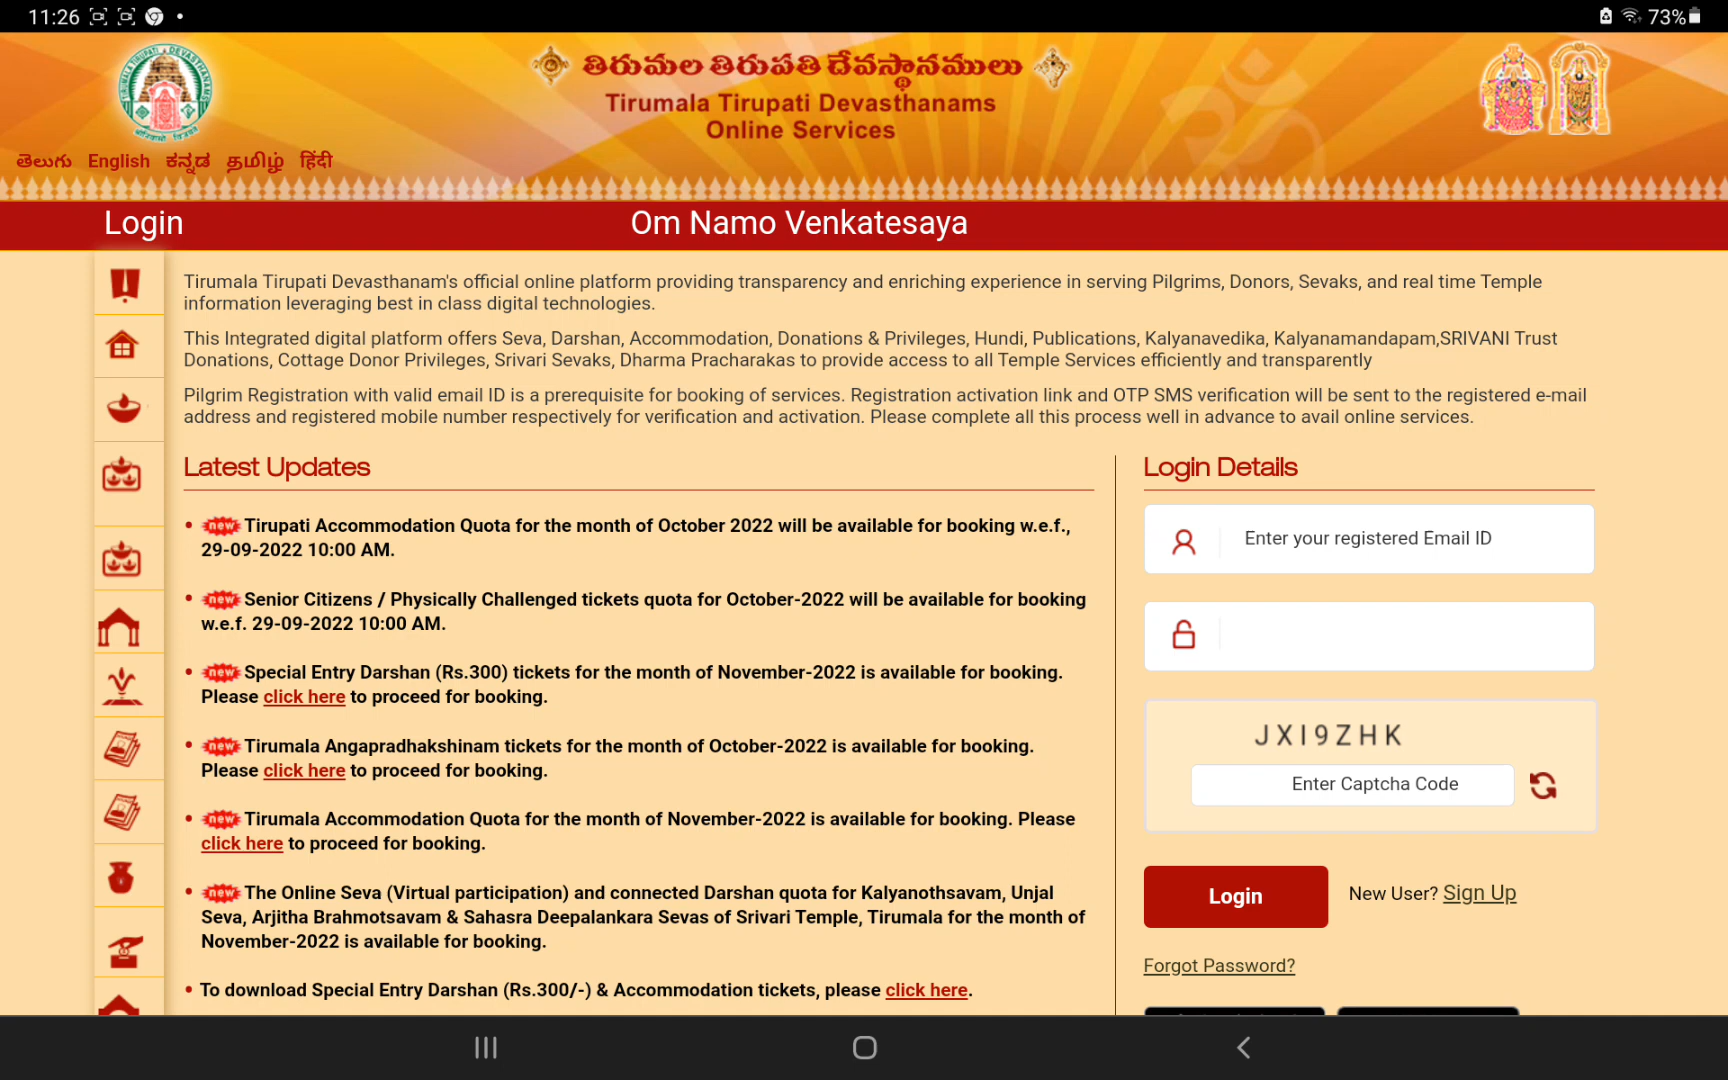 11:26
73%
తిరుమల తిరుపతి దేవస్థానములు
Tirumala Tirupati Devasthanams
Online Services
TIRUMALA TIRUPATI DEVASTHANAMS
తెలుగు English ಕನ್ನಡ தமிழ் हिंदी
Login
Om Namo Venkatesaya
Tirumala Tirupati Devasthanam's official online platform providing transparency and enriching experience in serving Pilgrims, Donors, Sevaks, and real time Temple
information leveraging best in class digital technologies.
This Integrated digital platform offers Seva, Darshan, Accommodation, Donations & Privileges, Hundi, Publications, Kalyanavedika, Kalyanamandapam,SRIVANI Trust
Donations, Cottage Donor Privileges, Srivari Sevaks, Dharma Pracharakas to provide access to all Temple Services efficiently and transparently
Pilgrim Registration with valid email ID is a prerequisite for booking of services. Registration activation link and OTP SMS verification will be sent to the registered e-mail
address and registered mobile number respectively for verification and activation. Please complete all this process well in advance to avail online services.
Latest Updates
new Tirupati Accommodation Quota for the month of October 2022 will be available for booking w.e.f.,
29-09-2022 10:00 AM.
new Senior Citizens / Physically Challenged tickets quota for October-2022 will be available for booking
w.e.f. 29-09-2022 10:00 AM.
new Special Entry Darshan (Rs.300) tickets for the month of November-2022 is available for booking.
Please click here to proceed for booking.
new Tirumala Angapradhakshinam tickets for the month of October-2022 is available for booking.
Please click here to proceed for booking.
new Tirumala Accommodation Quota for the month of November-2022 is available for booking. Please
click here to proceed for booking.
new The Online Seva (Virtual participation) and connected Darshan quota for Kalyanothsavam, Unjal
Seva, Arjitha Brahmotsavam & Sahasra Deepalankara Sevas of Srivari Temple, Tirumala for the month of
November-2022 is available for booking.
To download Special Entry Darshan (Rs.300/-) & Accommodation tickets, please click here.
Login Details
Enter your registered Email ID
JXI9ZHK
Enter Captcha Code
Login
New User? Sign Up
Forgot Password?